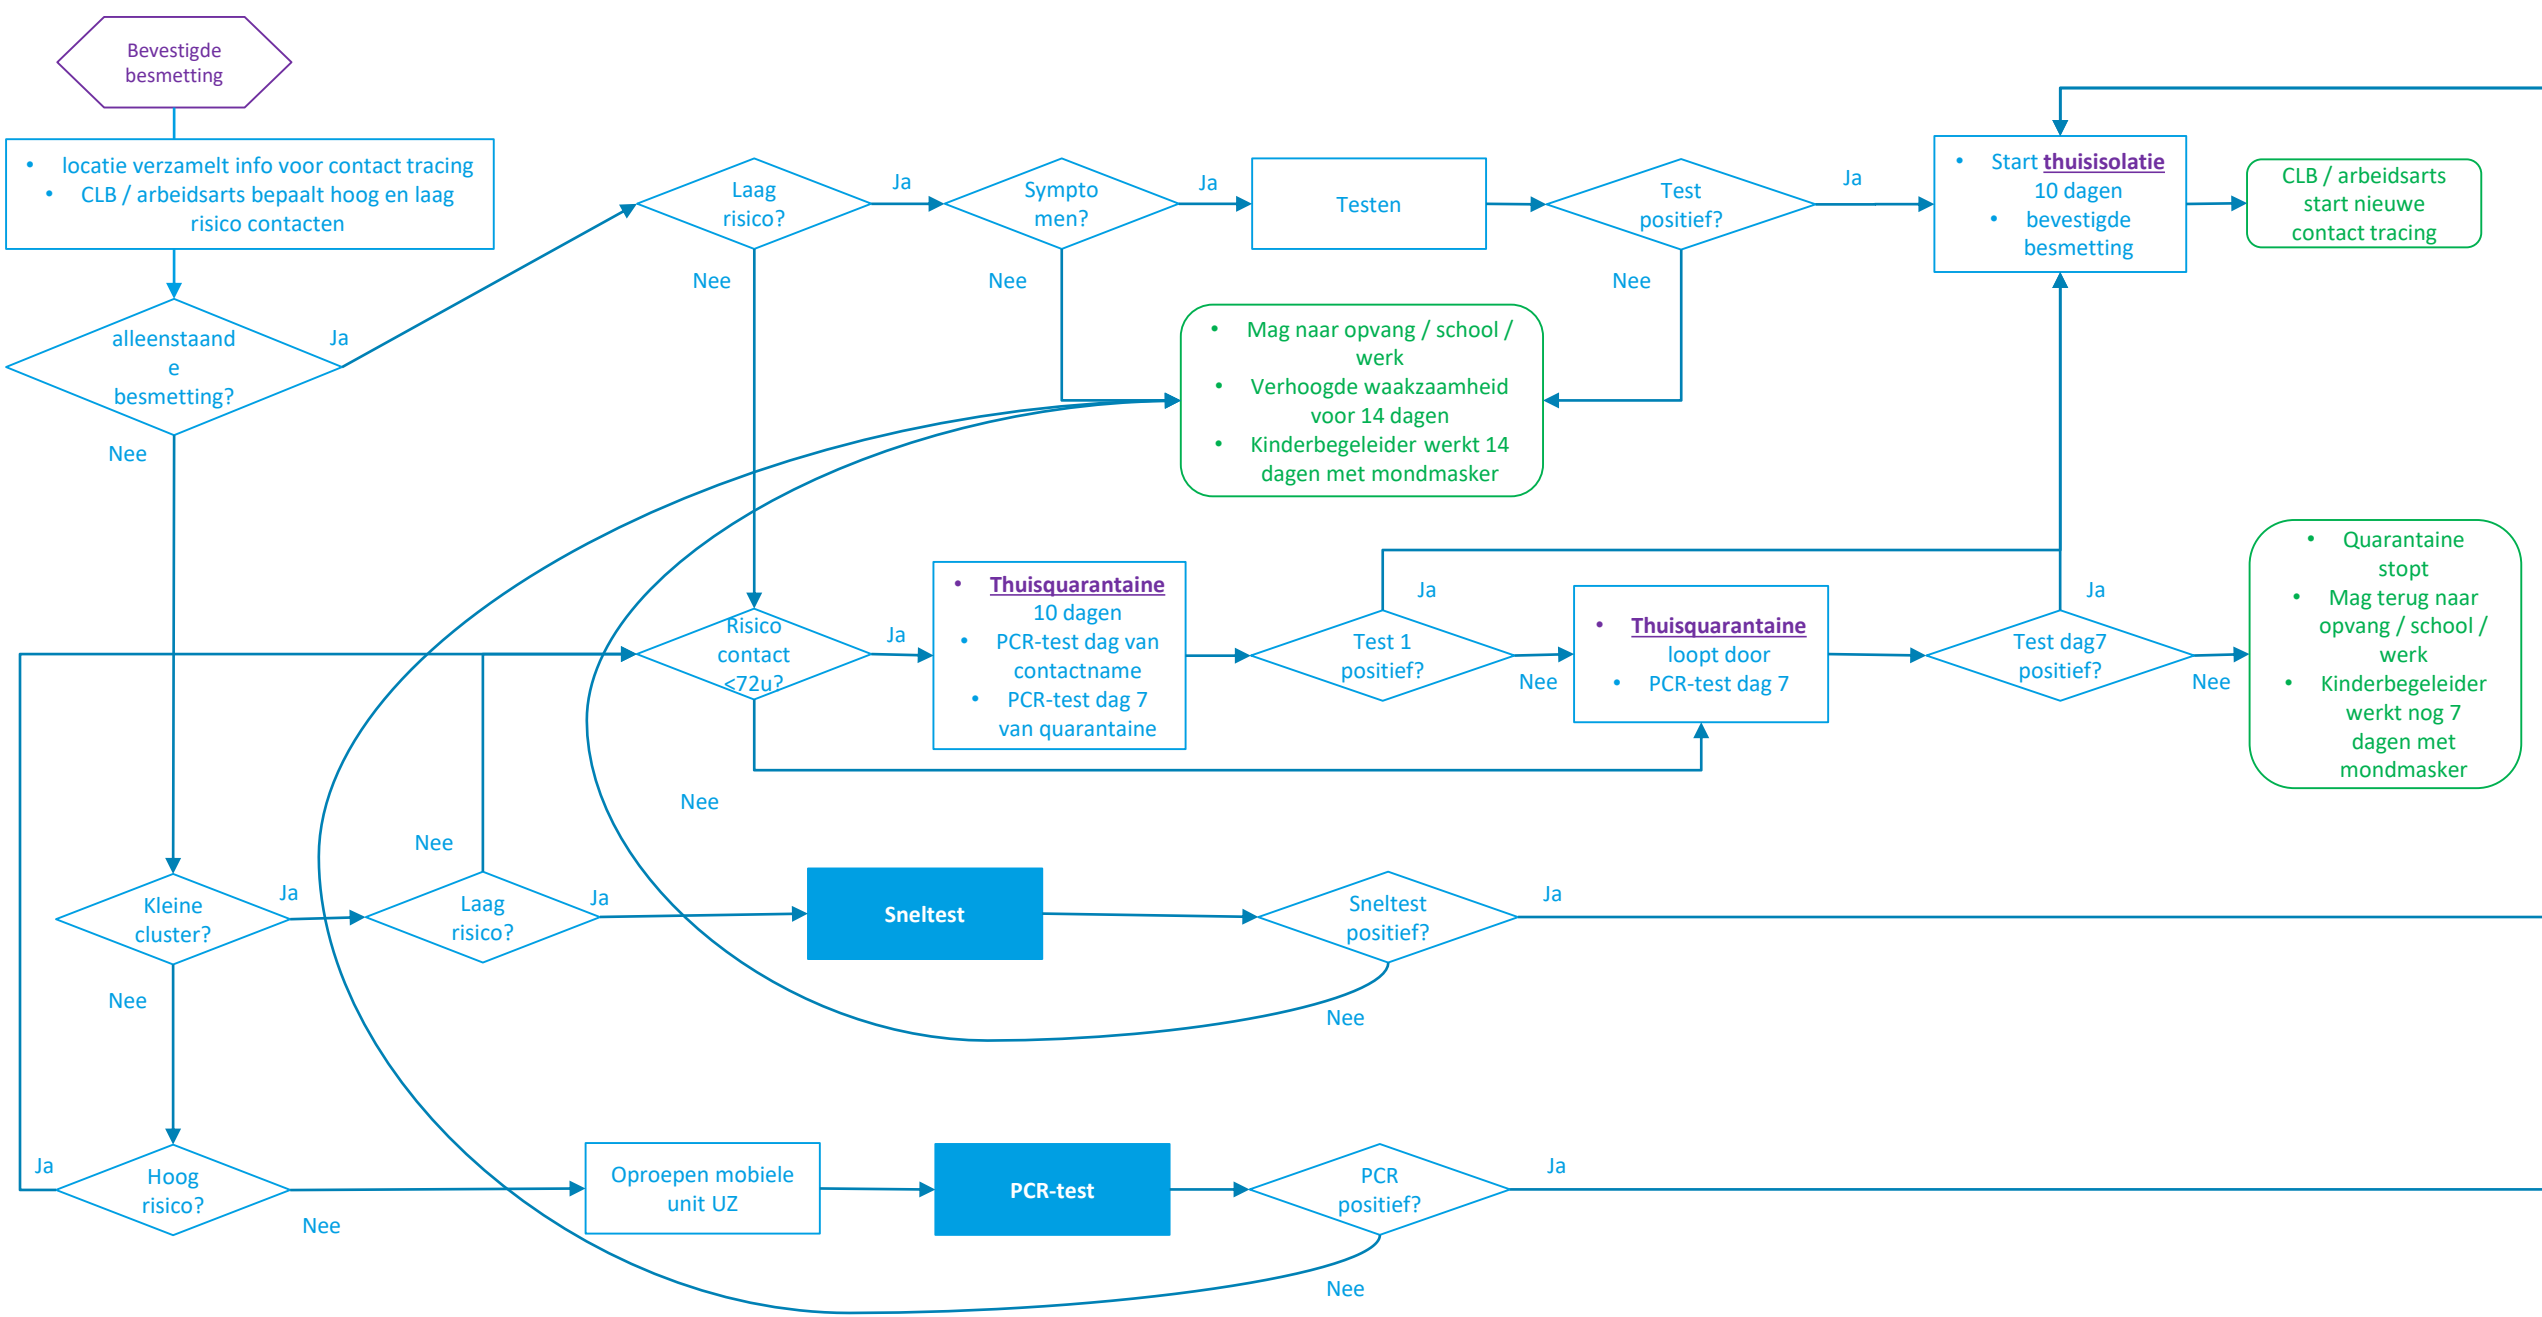 Bevestigde
besmetting
• locatie verzamelt info voor contact tracing
• CLB / arbeidsarts bepaalt hoog en laag
risico contacten
alleenstaand
e
besmetting?
Ja
Nee
Laag
risico?
Ja
Nee
Sympto
men?
Ja
Nee
Testen
Test
positief?
Ja
Nee
• Start thuisisolatie
10 dagen
• bevestigde
besmetting
CLB / arbeidsarts
start nieuwe
contact tracing
• Mag naar opvang / school /
werk
• Verhoogde waakzaamheid
voor 14 dagen
• Kinderbegeleider werkt 14
dagen met mondmasker
Risico
contact
<72u?
Ja
Nee
• Thuisquarantaine
10 dagen
• PCR-test dag van
contactname
• PCR-test dag 7
van quarantaine
Test 1
positief?
Ja
Nee
• Thuisquarantaine
loopt door
• PCR-test dag 7
Test dag7
positief?
Ja
Nee
• Quarantaine
stopt
• Mag terug naar
opvang / school /
werk
• Kinderbegeleider
werkt nog 7
dagen met
mondmasker
Kleine
cluster?
Ja
Nee
Laag
risico?
Nee
Ja
Sneltest
Sneltest
positief?
Ja
Nee
Hoog
risico?
Ja
Nee
Oproepen mobiele
unit UZ
PCR-test
PCR
positief?
Ja
Nee